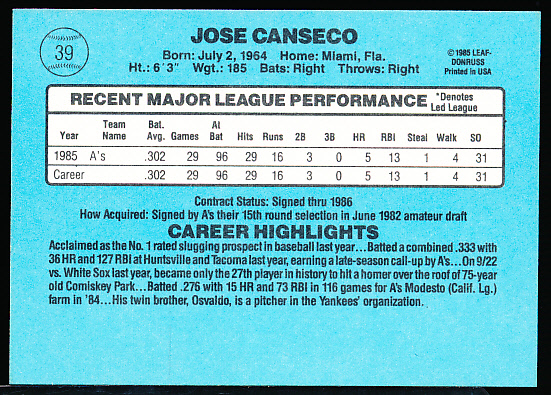 39
JOSE CANSECO
Born: July 2, 1964 Home: Miami, Fla.
Ht.: 6'3" Wgt.: 185 Bats: Right Throws: Right
© 1985 LEAF-
DONRUSS
Printed in USA
RECENT MAJOR LEAGUE PERFORMANCE *Denotes
Led League
Year Team Name Bat. Avg. Games At Bat Hits Runs 2B 3B HR RBI Steal Walk SO
1985 A's .302 29 96 29 16 3 0 5 13 1 4 31
Career .302 29 96 29 16 3 0 5 13 1 4 31
Contract Status: Signed thru 1986
How Acquired: Signed by A's their 15th round selection in June 1982 amateur draft
CAREER HIGHLIGHTS
Acclaimed as the No. 1 rated slugging prospect in baseball last year...Batted a combined .333 with
36 HR and 127 RBI at Huntsville and Tacoma last year, earning a late-season call-up by A's...On 9/22
vs. White Sox last year, became only the 27th player in history to hit a homer over the roof of 75-year
old Comiskey Park...Batted .276 with 15 HR and 73 RBI in 116 games for A's Modesto (Calif. Lg.)
farm in '84...His twin brother, Osvaldo, is a pitcher in the Yankees' organization.